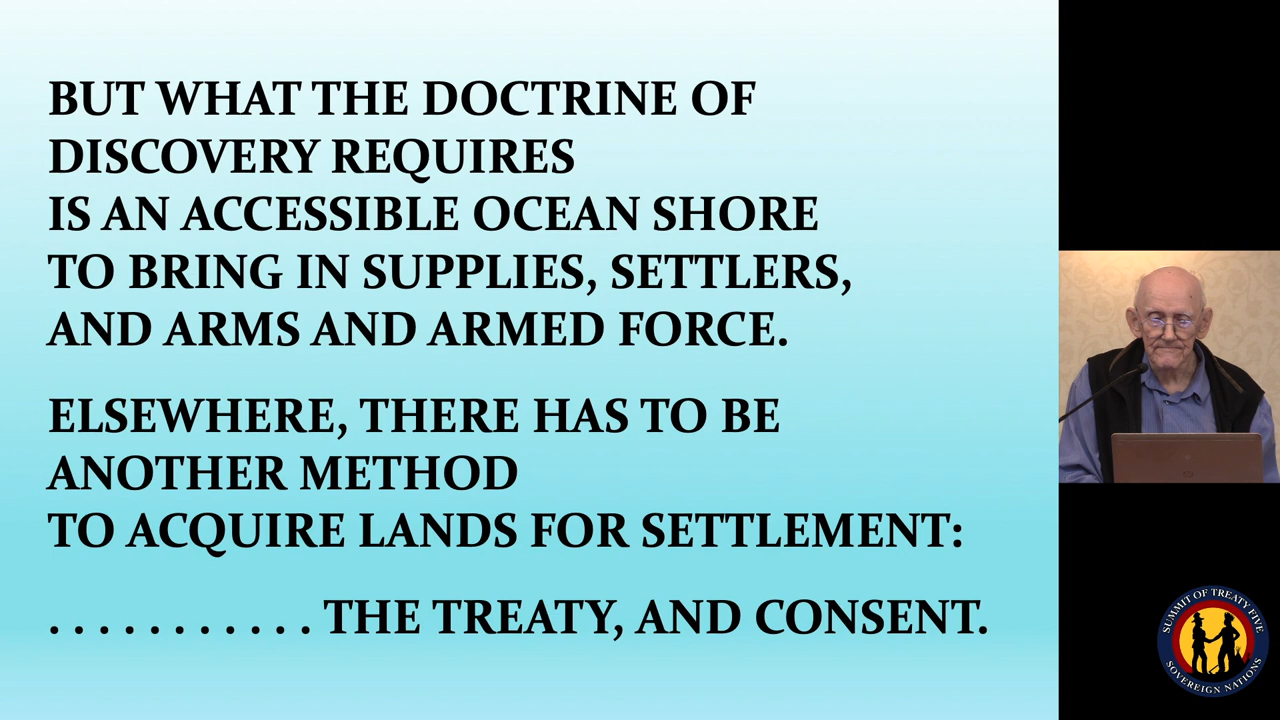 BUT WHAT THE DOCTRINE OF
DISCOVERY REQUIRES
IS AN ACCESSIBLE OCEAN SHORE
TO BRING IN SUPPLIES, SETTLERS,
AND ARMS AND ARMED FORCE.
ELSEWHERE, THERE HAS TO BE
ANOTHER METHOD
TO ACQUIRE LANDS FOR SETTLEMENT:
. . . . . . . . . . . THE TREATY, AND CONSENT.
SUMMIT OF TREATY FIVE
SOVEREIGN NATIONS